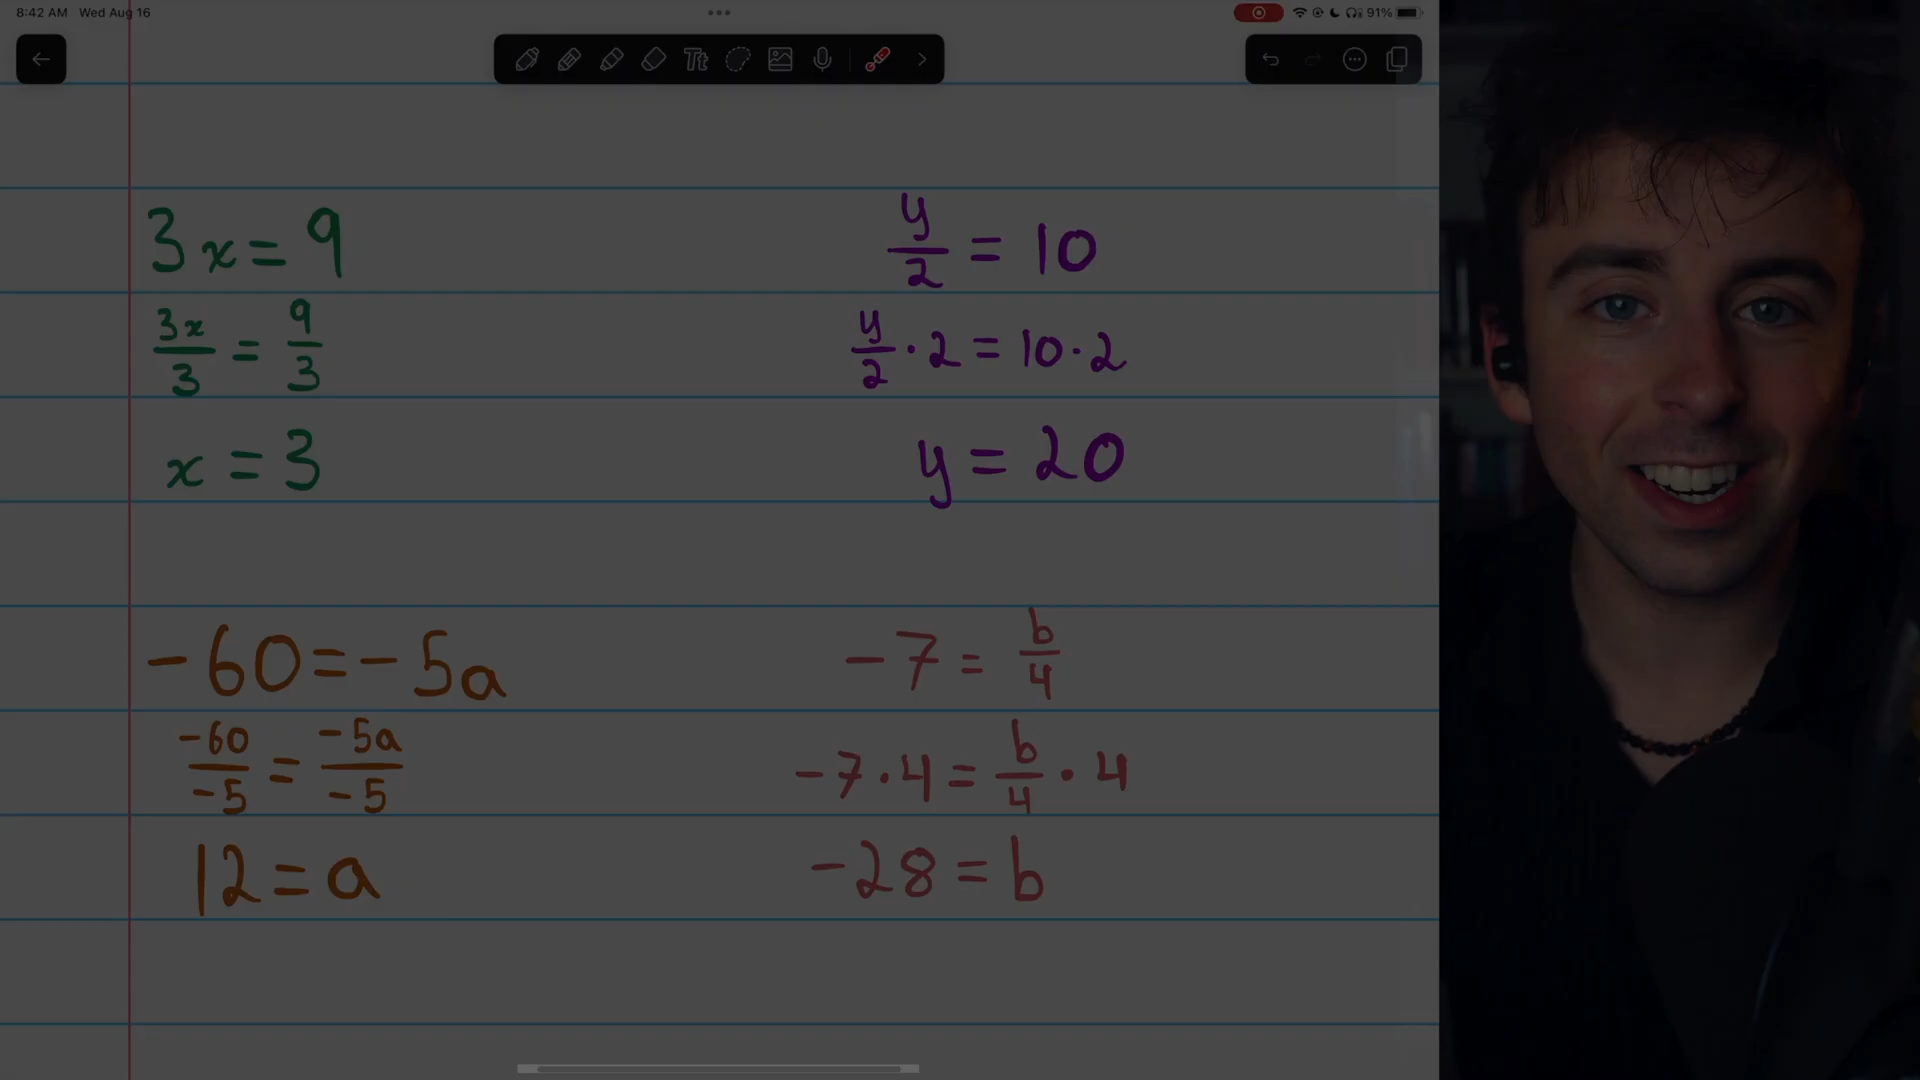 8:42 AM Wed Aug 16
91%
Tt
3x = 9
3x/3 = 9/3
x = 3
y/2 = 10
y/2 · 2 = 10 · 2
y = 20
-60 = -5a
-60/-5 = -5a/-5
12 = a
-7 = b/4
-7 · 4 = b/4 · 4
-28 = b